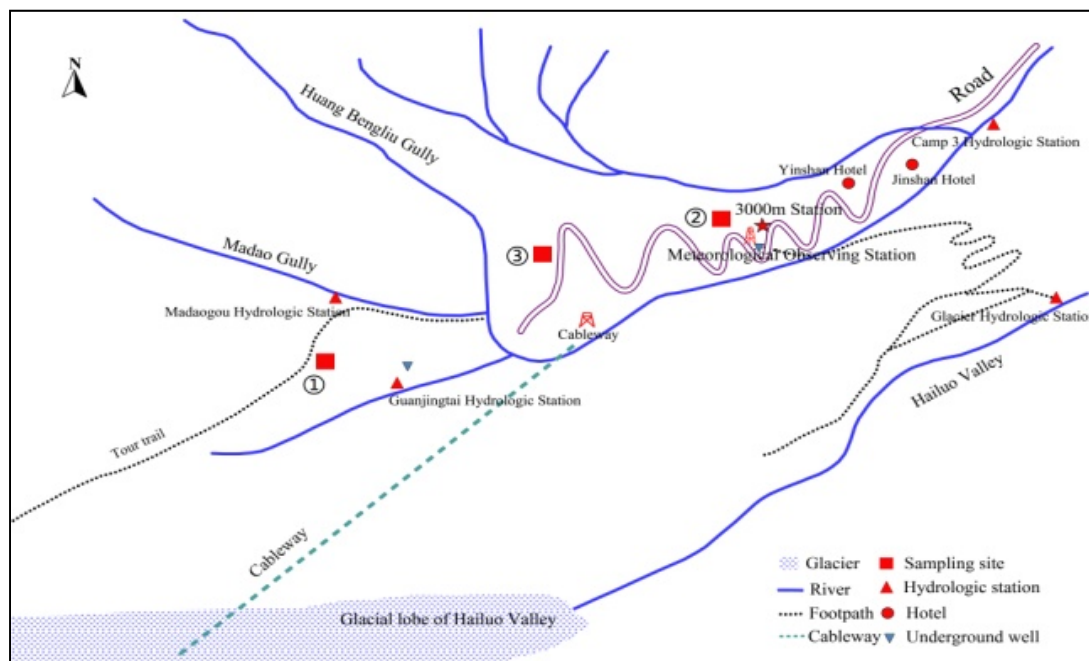 N
Huang Bengliu Gully
Road
Camp 3 Hydrologic Station
Yinshan Hotel
Jinshan Hotel
②
3000m Station
Meteorological Observing Station
③
Madao Gully
Madaogou Hydrologic Station
Glaciet Hydrologic Statio
Cableway
①
Guanjingtai Hydrologic Station
Hailuo Valley
Tour trail
Cableway
Glacial lobe of Hailuo Valley
Glacier
Sampling site
River
Hydrologic station
Footpath
Hotel
Cableway
Underground well